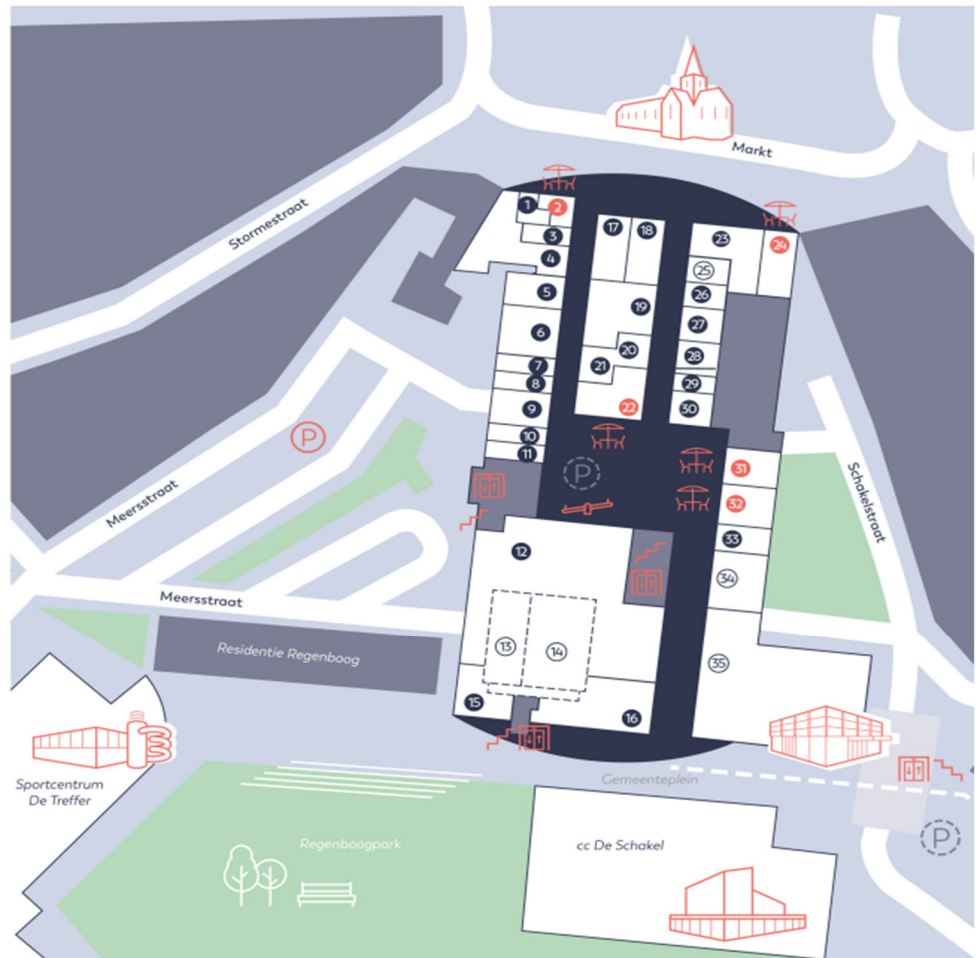 Markt
Stormestraat
1
2
3
4
5
6
7
8
9
10
11
17
18
19
20
21
22
23
24
25
26
27
28
29
30
31
32
33
34
35
P
P
Meersstraat
Schakelstraat
12
13
14
15
16
Meersstraat
Residentie Regenboog
Sportcentrum
De Treffer
Gemeenteplein
P
Regenboogpark
cc De Schakel